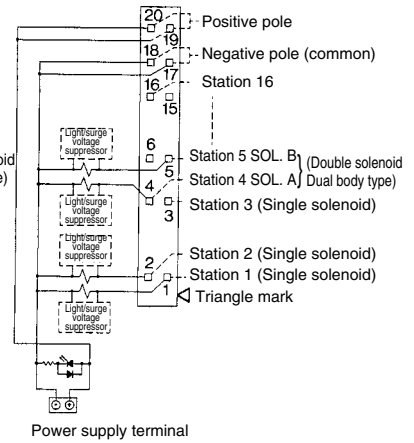 20
19
Positive pole
18
17
Negative pole (common)
16
15
Station 16
Light/surge
voltage
suppressor
6
5
Station 5 SOL. B
(Double solenoid
4
3
Station 4 SOL. A
Dual body type)
Light/surge
voltage
suppressor
Station 3 (Single solenoid)
Light/surge
voltage
suppressor
2
Station 2 (Single solenoid)
1
Station 1 (Single solenoid)
Triangle mark
Light/surge
voltage
suppressor
Power supply terminal